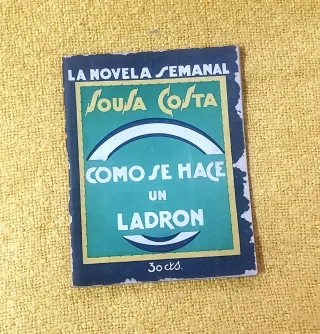 LA NOVELA SEMANAL
SOUSA COSTA
COMO SE HACE
UN
LADRON
30 cts.